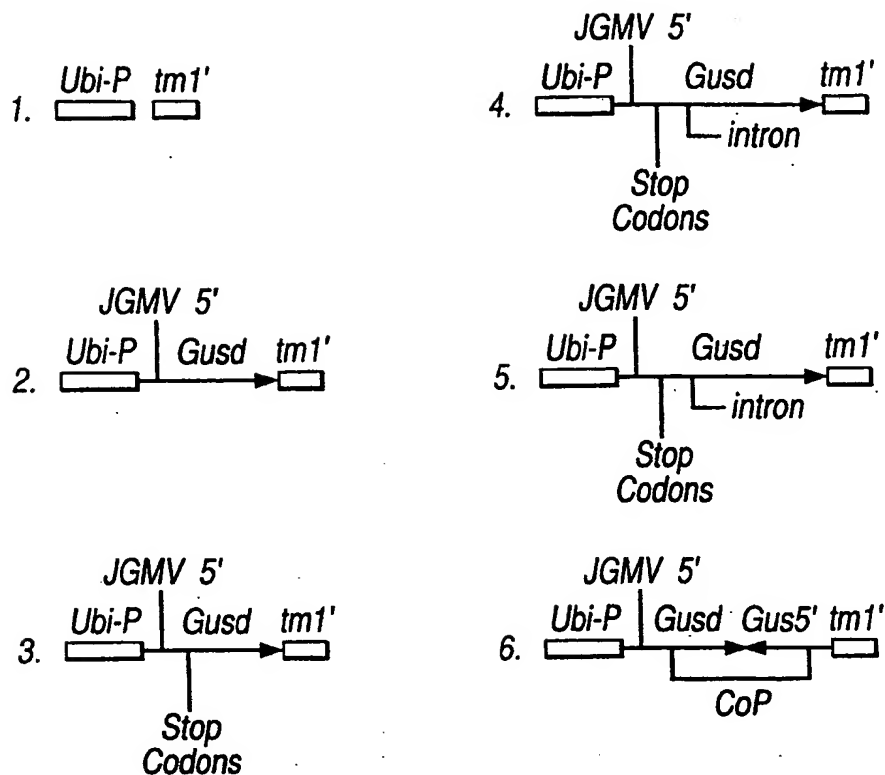 1.
Ubi-P tm1'
2.
JGMV 5'
Ubi-P Gusd tm1'
3.
JGMV 5'
Ubi-P Gusd tm1'
Stop
Codons
4.
JGMV 5'
Ubi-P Gusd tm1'
intron
Stop
Codons
5.
JGMV 5'
Ubi-P Gusd tm1'
intron
Stop
Codons
6.
JGMV 5'
Ubi-P Gusd Gus5' tm1'
CoP